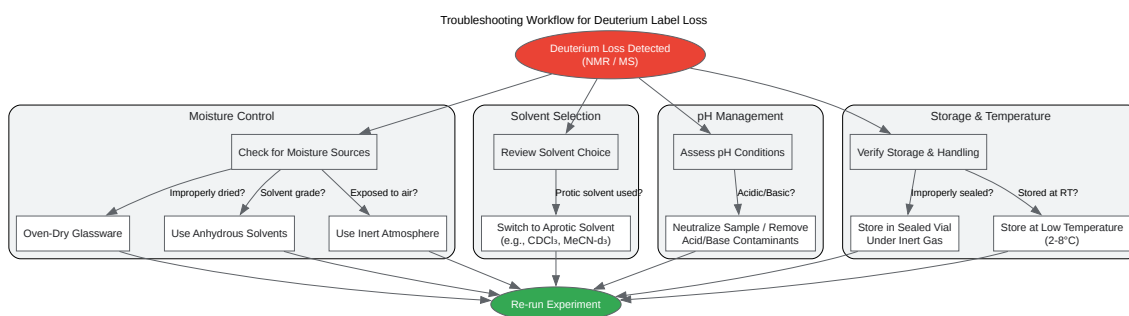 Troubleshooting Workflow for Deuterium Label Loss
Deuterium Loss Detected
(NMR / MS)
Moisture Control
Solvent Selection
pH Management
Storage & Temperature
Check for Moisture Sources
Review Solvent Choice
Assess pH Conditions
Verify Storage & Handling
Improperly dried?
Solvent grade?
Exposed to air?
Protic solvent used?
Acidic/Basic?
Improperly sealed?
Stored at RT?
Oven-Dry Glassware
Use Anhydrous Solvents
Use Inert Atmosphere
Switch to Aprotic Solvent
(e.g., CDCl₃, MeCN-d₃)
Neutralize Sample / Remove
Acid/Base Contaminants
Store in Sealed Vial
Under Inert Gas
Store at Low Temperature
(2-8°C)
Re-run Experiment